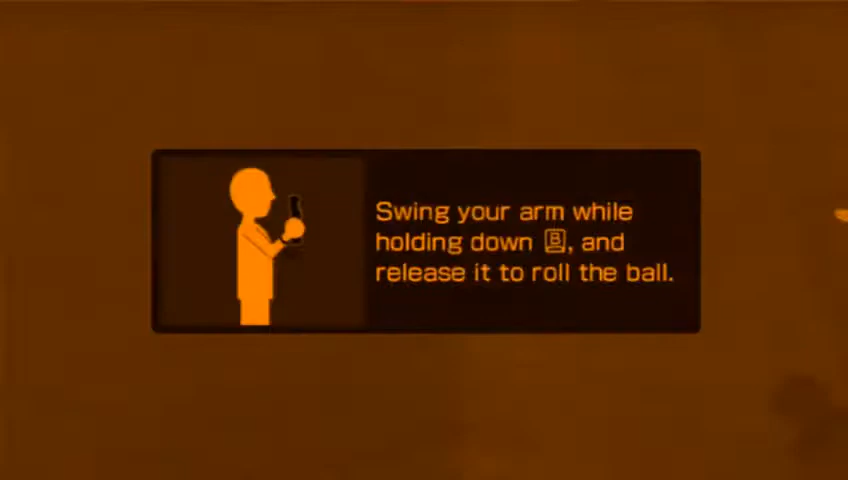 Swing your arm while
holding down B, and
release it to roll the ball.